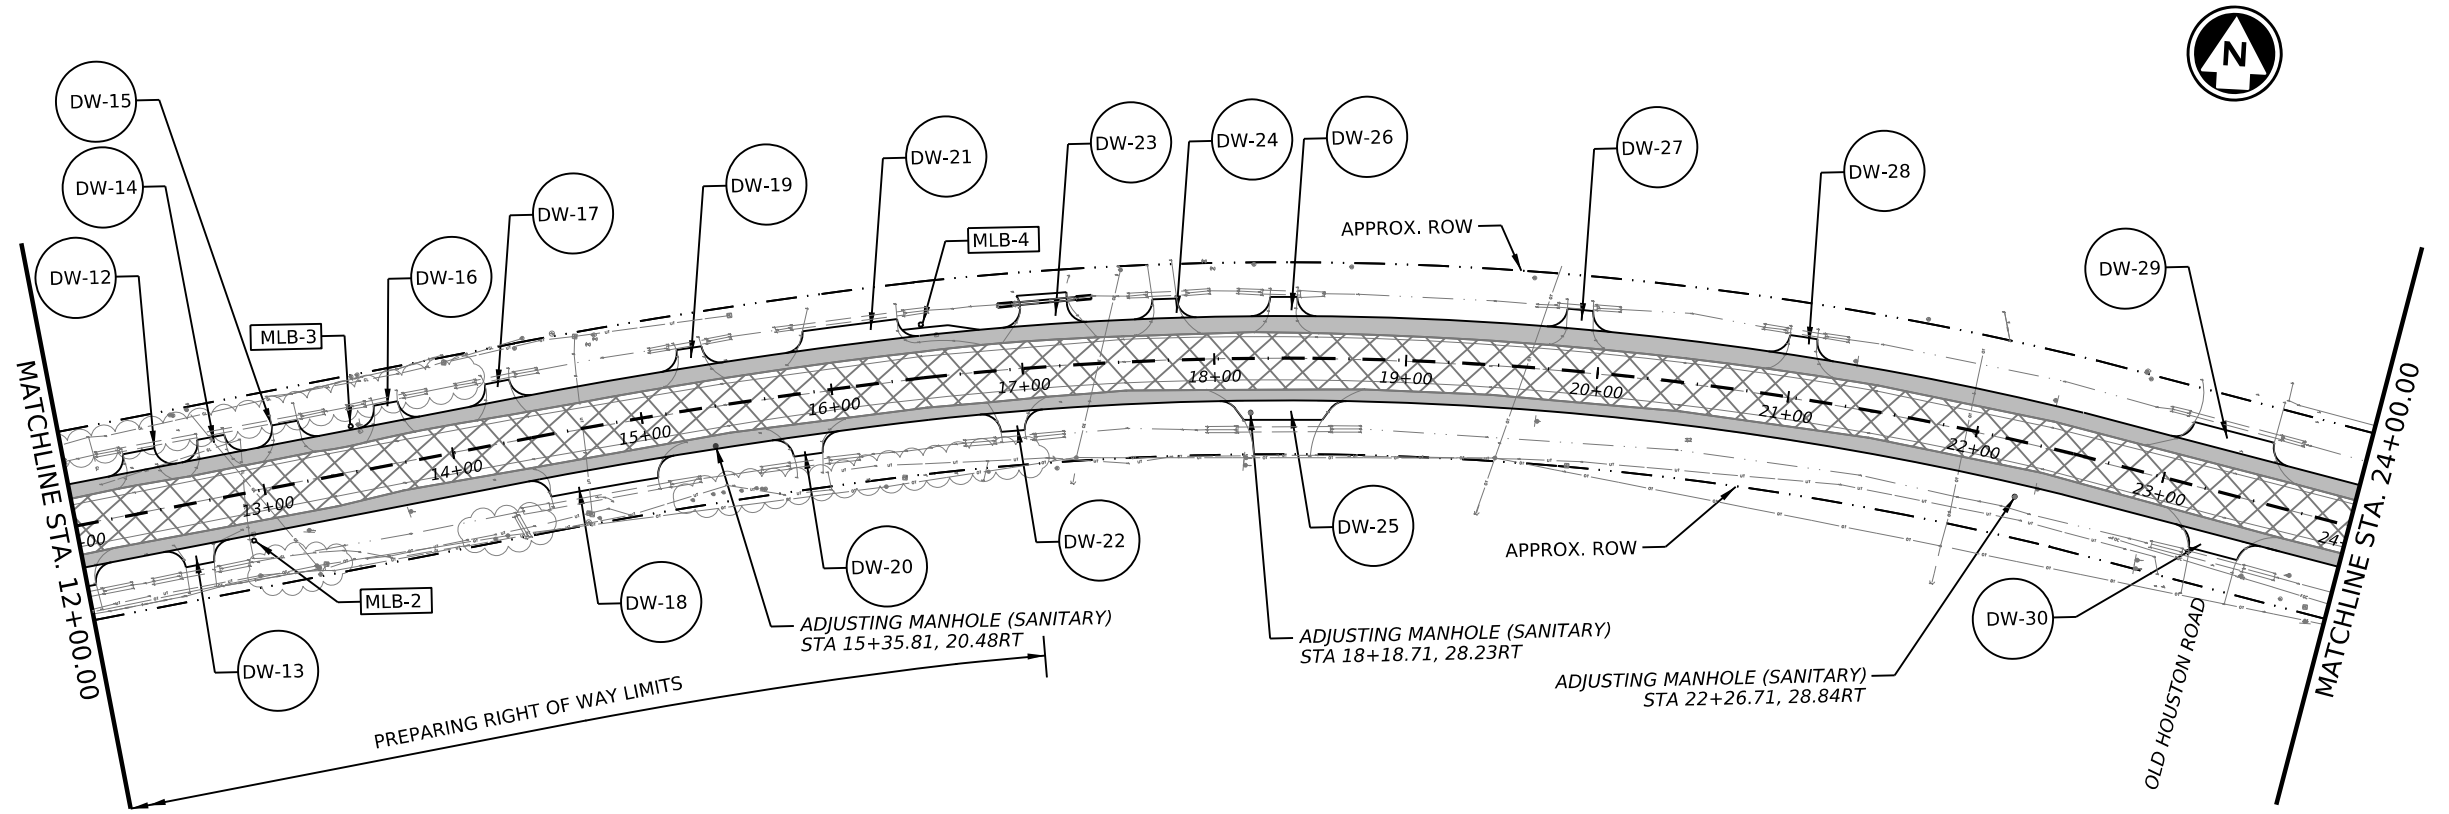 N
DW-15
DW-14
DW-12
MLB-3
DW-16
DW-17
DW-19
DW-21
MLB-4
DW-23
DW-24
DW-26
APPROX. ROW
DW-27
DW-28
DW-29
MATCHLINE STA. 12+00.00
-00
13+00
14+00
15+00
16+00
17+00
18+00
19+00
20+00
21+00
22+00
23+00
24+
MATCHLINE STA. 24+00.00
DW-13
MLB-2
DW-18
DW-20
DW-22
DW-25
APPROX. ROW
DW-30
OLD HOUSTON ROAD
ADJUSTING MANHOLE (SANITARY)
STA 15+35.81, 20.48RT
ADJUSTING MANHOLE (SANITARY)
STA 18+18.71, 28.23RT
ADJUSTING MANHOLE (SANITARY)
STA 22+26.71, 28.84RT
PREPARING RIGHT OF WAY LIMITS